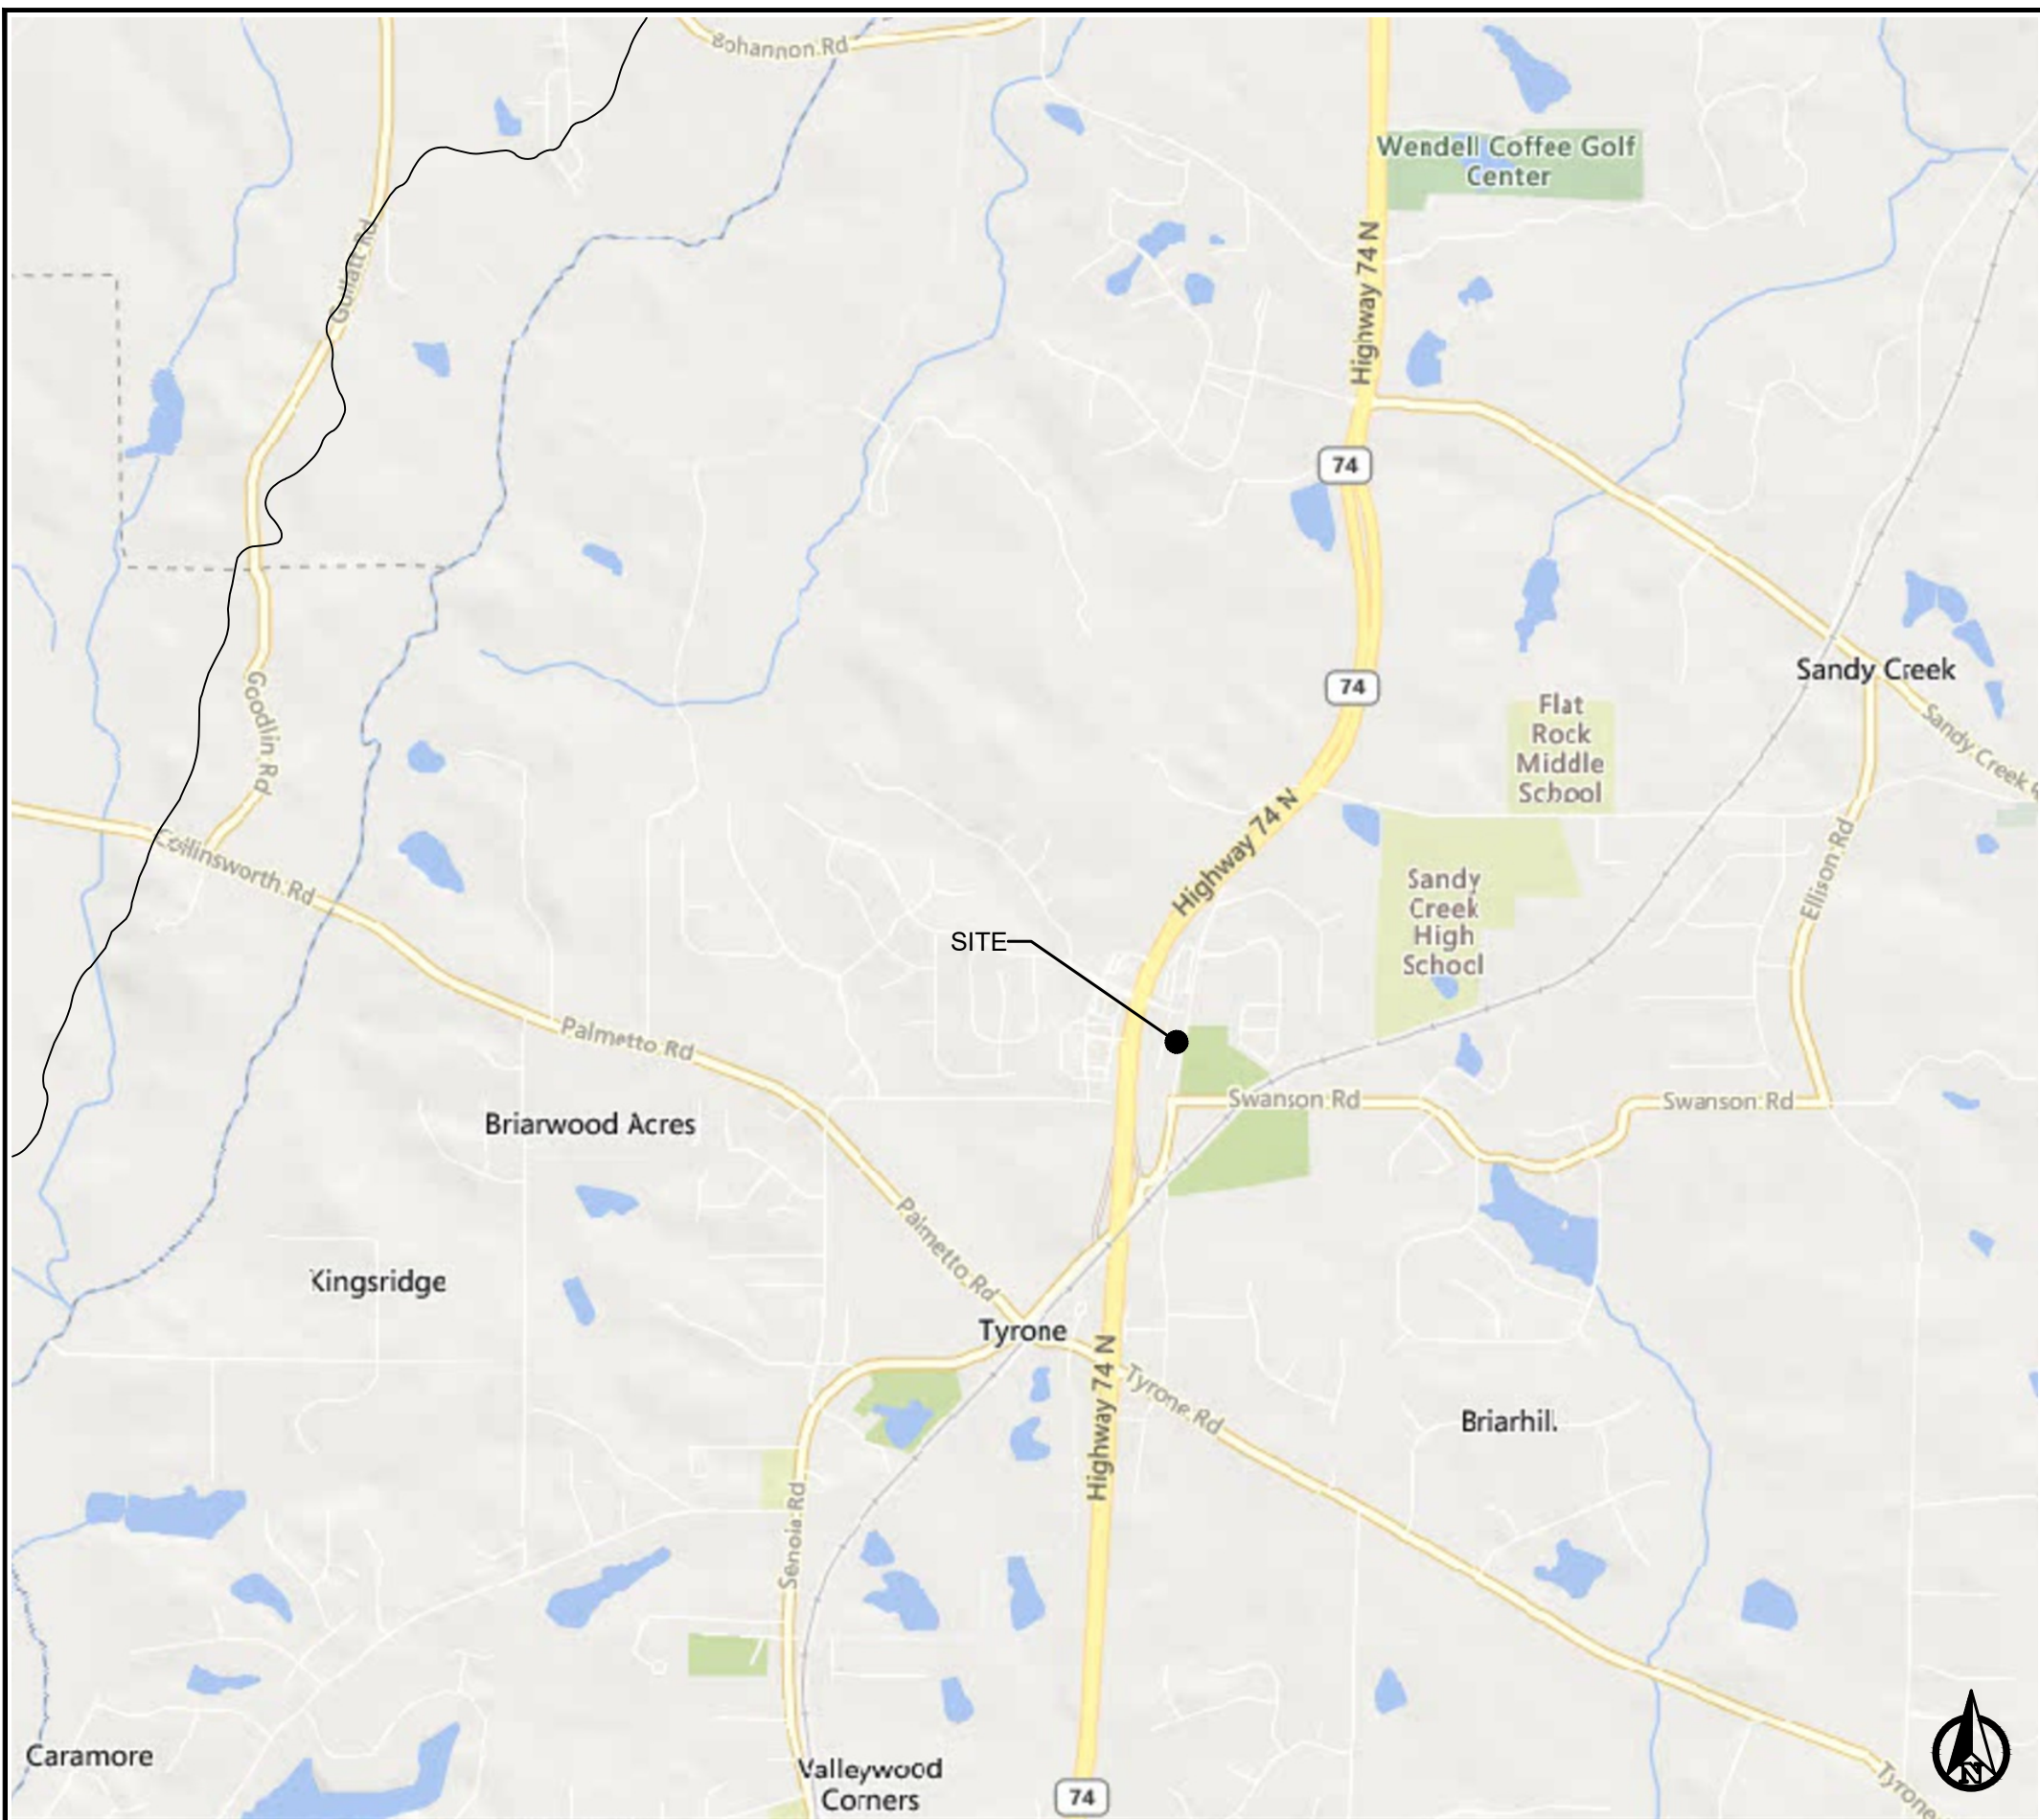 Bohannon Rd
Wendell Coffee Golf
Center
Gullatt Rd
Highway 74 N
74
74
Sandy Creek
Flat
Rock
Middle
School
Goodlin Rd
Sandy Creek
Highway 74 N
Collinsworth Rd
Ellison Rd
Sandy
Creek
High
School
SITE
Palmetto Rd
Swanson Rd
Swanson Rd
Briarwood Acres
Palmetto Rd
Kingsridge
Tyrone
Highway 74 N
Tyrone Rd
Briarhill
Senoia Rd
Caramore
Valleywood
Corners
74
N
Tyrone